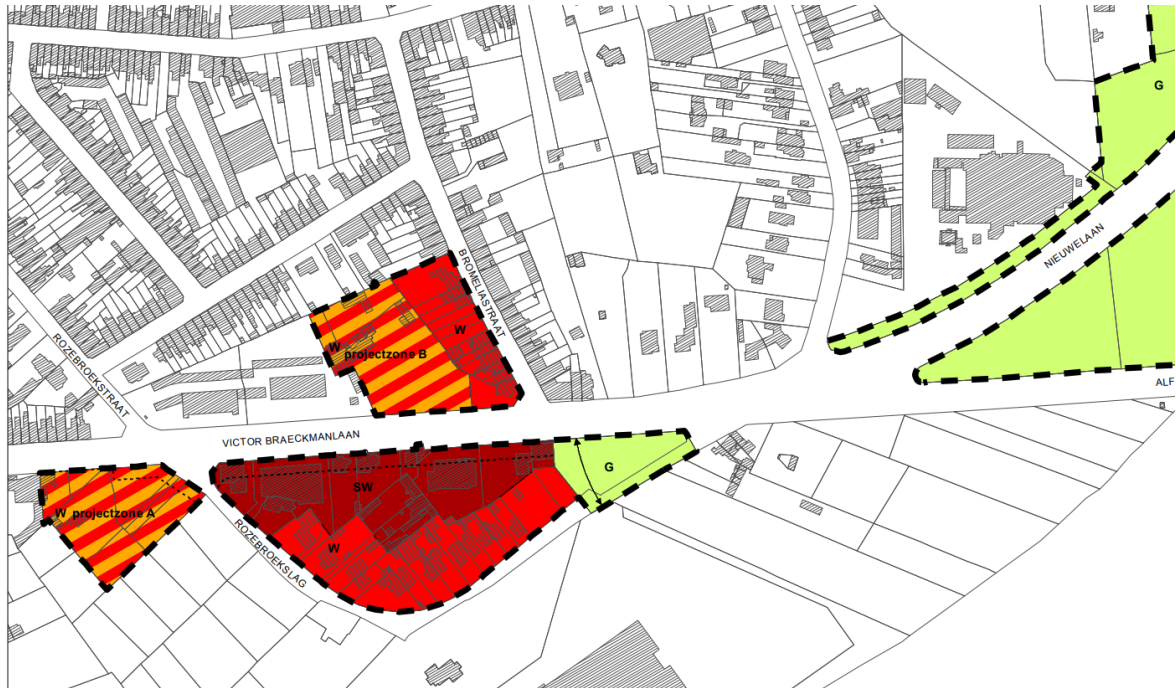 G
NIEUWELAAN
BROMELIASTRAAT
W
W projectzone B
ROZEBROEKSTRAAT
ALF
VICTOR BRAECKMANLAAN
G
SW
W projectzone A
W
ROZEBROEKSLAG